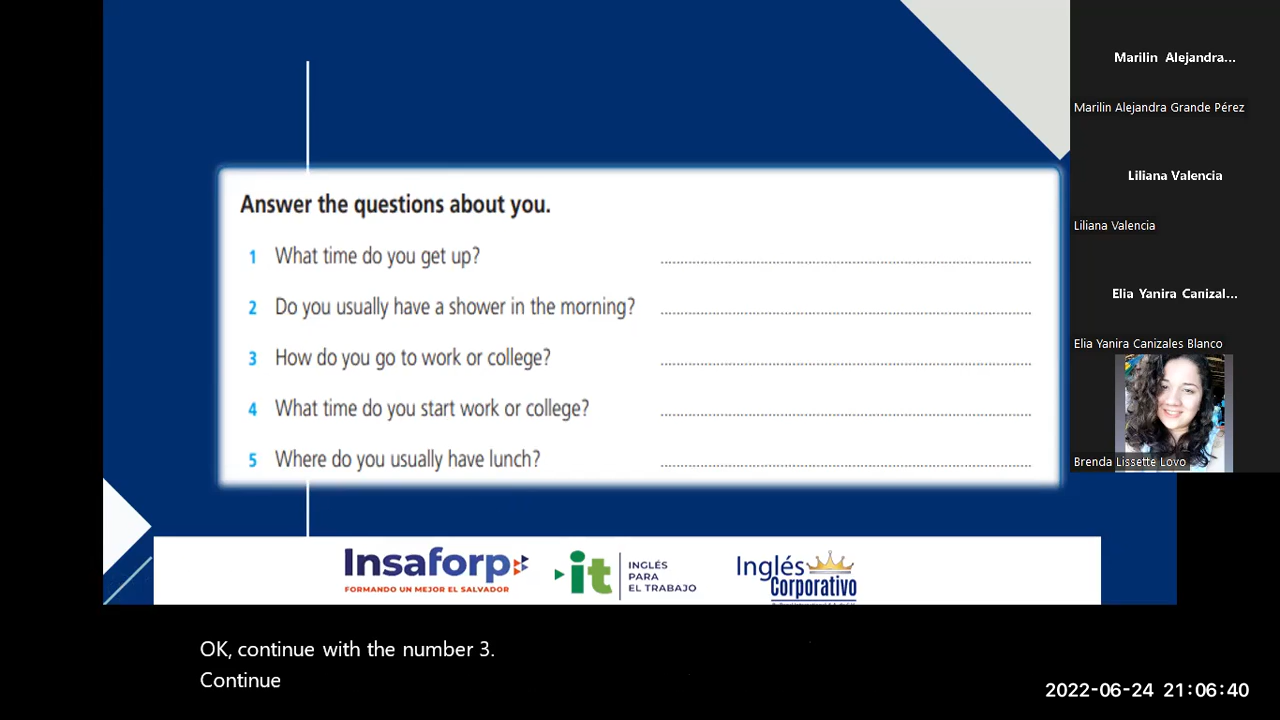 Answer the questions about you.
1 What time do you get up?
2 Do you usually have a shower in the morning?
3 How do you go to work or college?
4 What time do you start work or college?
5 Where do you usually have lunch?
Insaforp
FORMANDO UN MEJOR EL SALVADOR
it
INGLÉS
PARA
EL TRABAJO
Inglés
Corporativo
Marilin Alejandra...
Marilin Alejandra Grande Pérez
Liliana Valencia
Liliana Valencia
Elia Yanira Canizal...
Elia Yanira Canizales Blanco
Brenda Lissette Lovo
OK, continue with the number 3.
Continue
2022-06-24 21:06:40